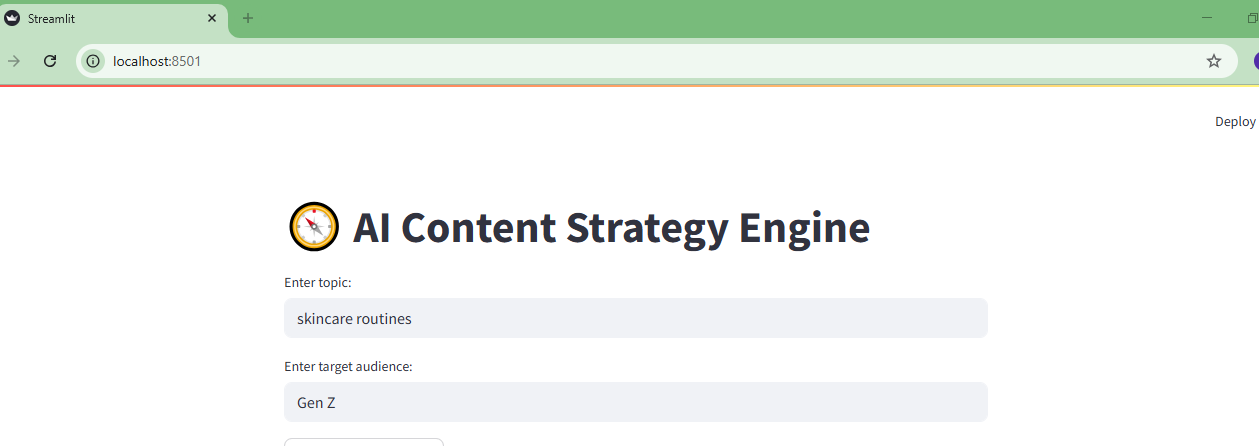 Streamlit
localhost:8501
Deploy
AI Content Strategy Engine
Enter topic:
skincare routines
Enter target audience:
Gen Z